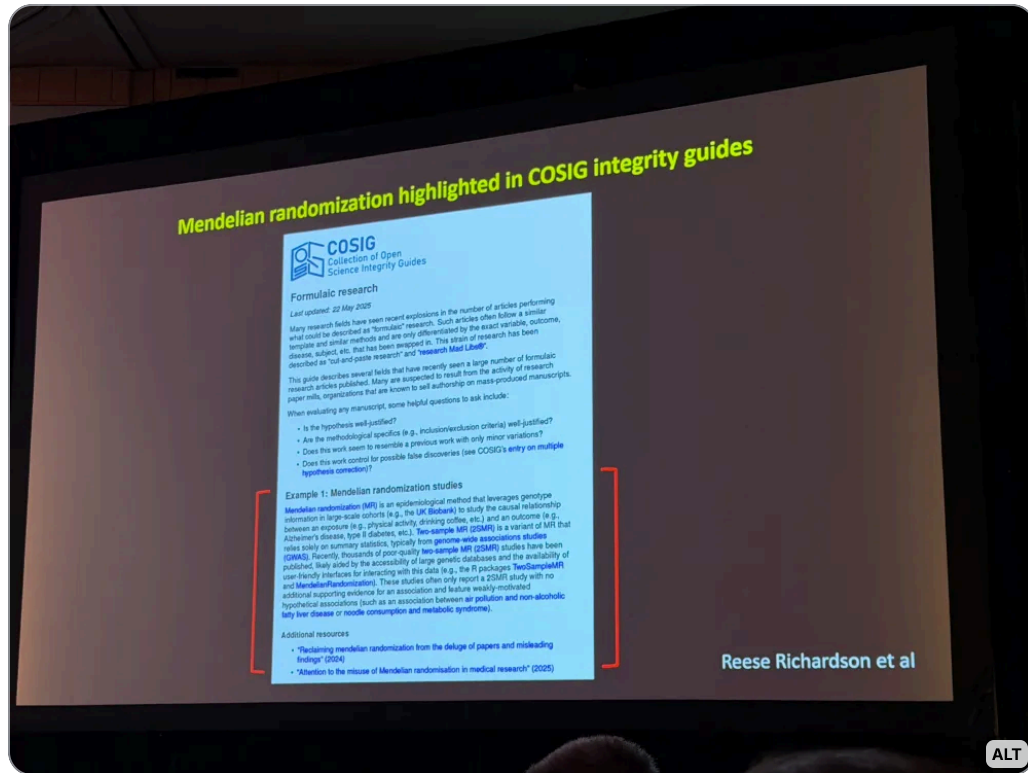 Mendelian randomization highlighted in COSIG integrity guides
COSIG
Collection of Open
Science Integrity Guides
Formulaic research
Last updated: 22 May 2025
Many research fields have seen recent explosions in the number of articles performing
what could be described as "formulaic" research. Such articles often follow a similar
template and similar methods and are only differentiated by the exact variable, outcome,
disease, subject, etc. that has been swapped in. This strain of research has been
described as "cut-and-paste research" and "research Mad Libs®".
This guide describes several fields that have recently seen a large number of formulaic
research articles published. Many are suspected to result from the activity of research
paper mills, organizations that are known to sell authorship on mass-produced manuscripts.
When evaluating any manuscript, some helpful questions to ask include:
• Is the hypothesis well-justified?
• Are the methodological specifics (e.g., inclusion/exclusion criteria) well-justified?
• Does this work seem to resemble a previous work with only minor variations?
• Does this work control for possible false discoveries (see COSIG's entry on multiple
hypothesis correction)?
Example 1: Mendelian randomization studies
Mendelian randomization (MR) is an epidemiological method that leverages genotype
information in large-scale cohorts (e.g., the UK Biobank) to study the causal relationship
between an exposure (e.g., physical activity, drinking coffee, etc.) and an outcome (e.g.,
Alzheimer's disease, type II diabetes, etc.). Two-sample MR (2SMR) is a variant of MR that
relies solely on summary statistics, typically from genome-wide associations studies
(GWAS). Recently, thousands of poor-quality two-sample MR (2SMR) studies have been
published, likely aided by the accessibility of large genetic databases and the availability of
user-friendly interfaces for interacting with this data (e.g., the R packages TwoSampleMR
and MendelianRandomization). These studies often only report a 2SMR study with no
additional supporting evidence for an association and feature weakly-motivated
hypothetical associations (such as an association between air pollution and non-alcoholic
fatty liver disease or noodle consumption and metabolic syndrome).
Additional resources
• "Reclaiming mendelian randomization from the deluge of papers and misleading
findings" (2024)
• "Attention to the misuse of Mendelian randomisation in medical research" (2025)
Reese Richardson et al
ALT